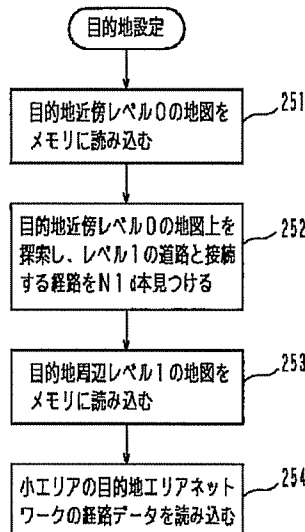 目的地設定
目的地近傍レベル0の地図を
メモリに読み込む
251
目的地近傍レベル0の地図上を
探索し、レベル1の道路と接続
する経路をN1d本見つける
252
目的地周辺レベル1の地図を
メモリに読み込む
253
小エリアの目的地エリアネット
ワークの経路データを読み込む
254